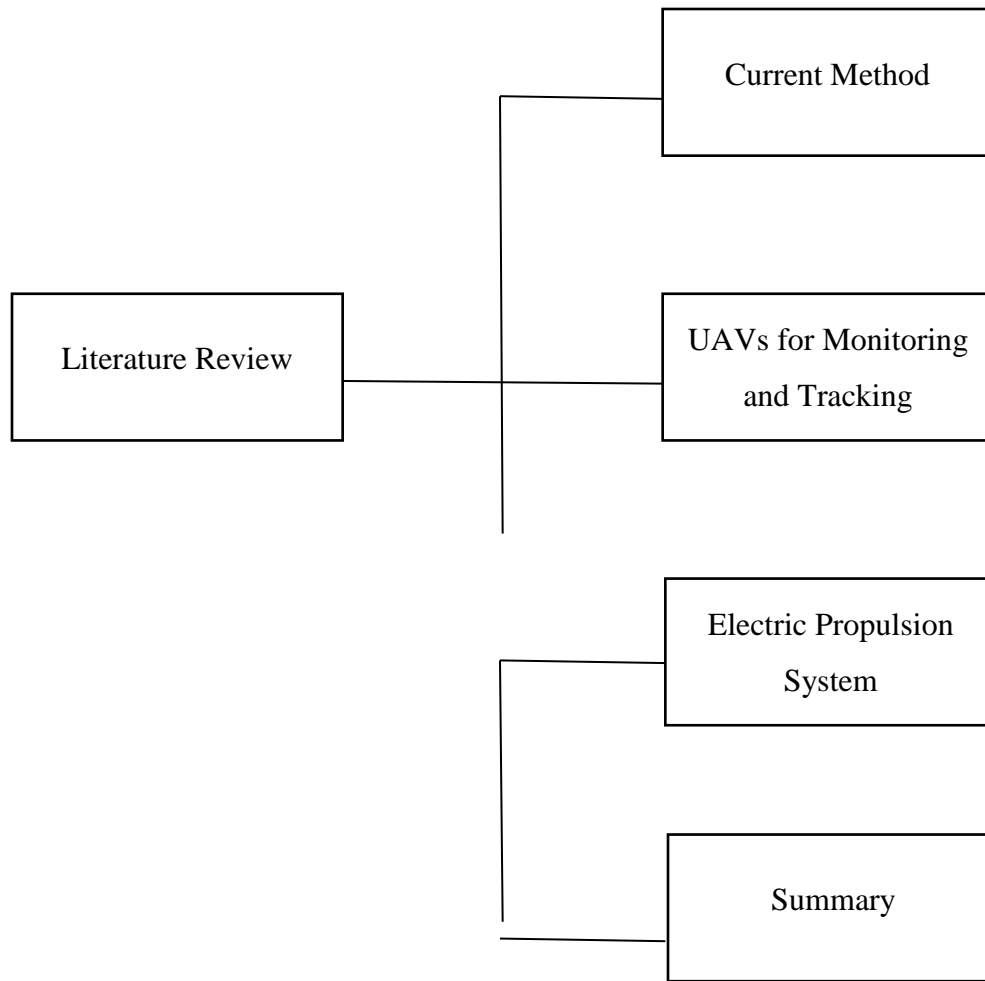 Current Method
Literature Review
UAVs for Monitoring
and Tracking
Electric Propulsion
System
Summary